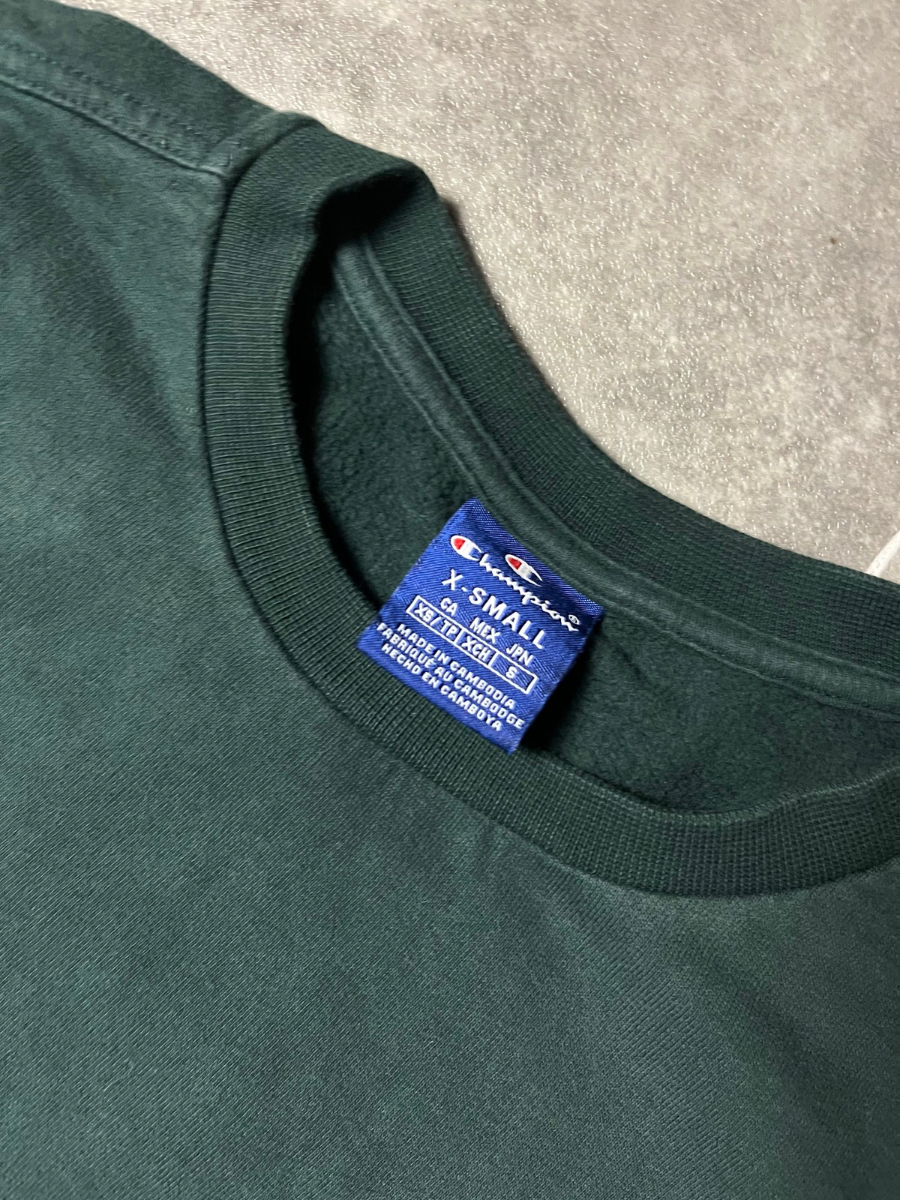 Champion®
X-SMALL
CA MEX JPN
XS/TP XCH S
MADE IN CAMBODIA
FABRIQUÉ AU CAMBODGE
HECHO EN CAMBOYA